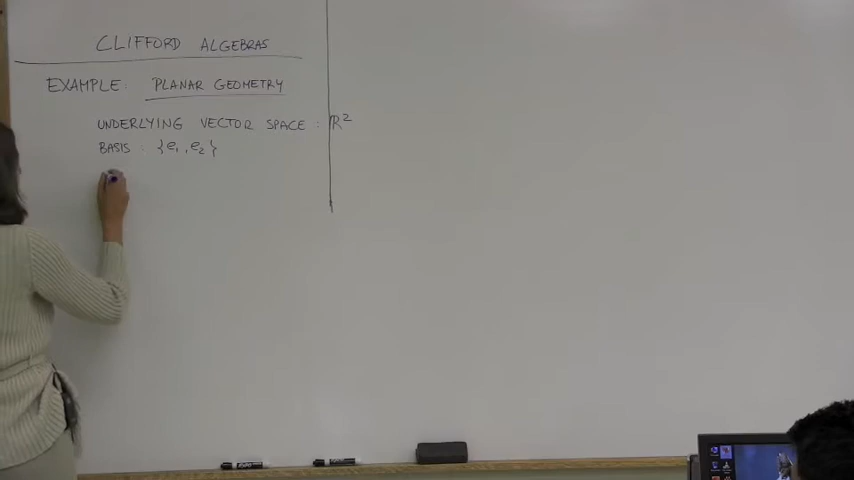 CLIFFORD ALGEBRAS
EXAMPLE: PLANAR GEOMETRY
UNDERLYING VECTOR SPACE : ℝ²
BASIS : {e₁, e₂}